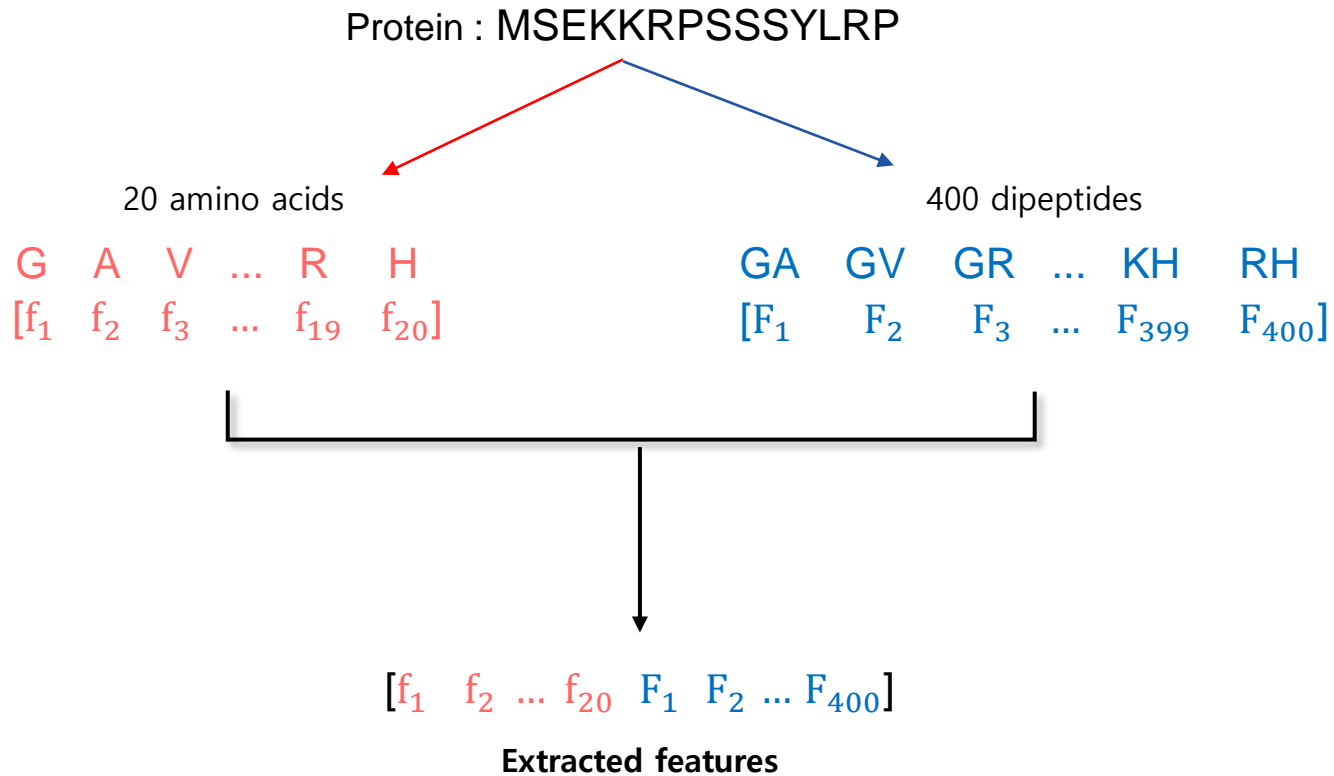 Protein : MSEKKRPSSSYLRP
20 amino acids
G A V ... R H
[f₁ f₂ f₃ ... f₁₉ f₂₀]
400 dipeptides
GA GV GR ... KH RH
[F₁ F₂ F₃ ... F₃₉₉ F₄₀₀]
[f₁ f₂ ... f₂₀ F₁ F₂ ... F₄₀₀]
Extracted features